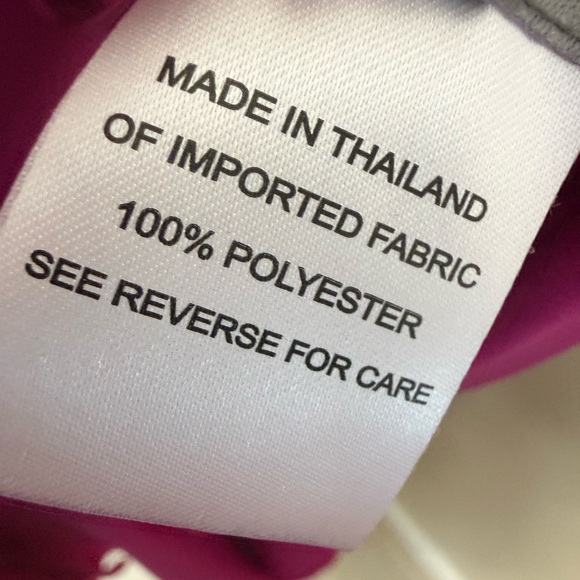 MADE IN THAILAND
OF IMPORTED FABRIC
100% POLYESTER
SEE REVERSE FOR CARE